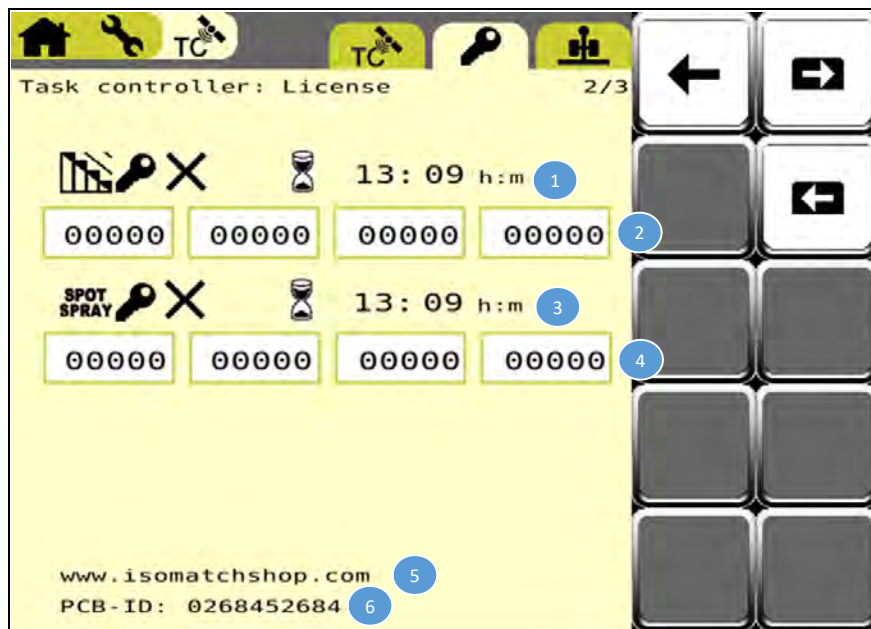 TC
TC
Task controller: License 2/3
13:09 h:m 1
00000 00000 00000 00000 2
SPOT SPRAY 13:09 h:m 3
00000 00000 00000 00000 4
www.isomatchshop.com 5
PCB-ID: 0268452684 6